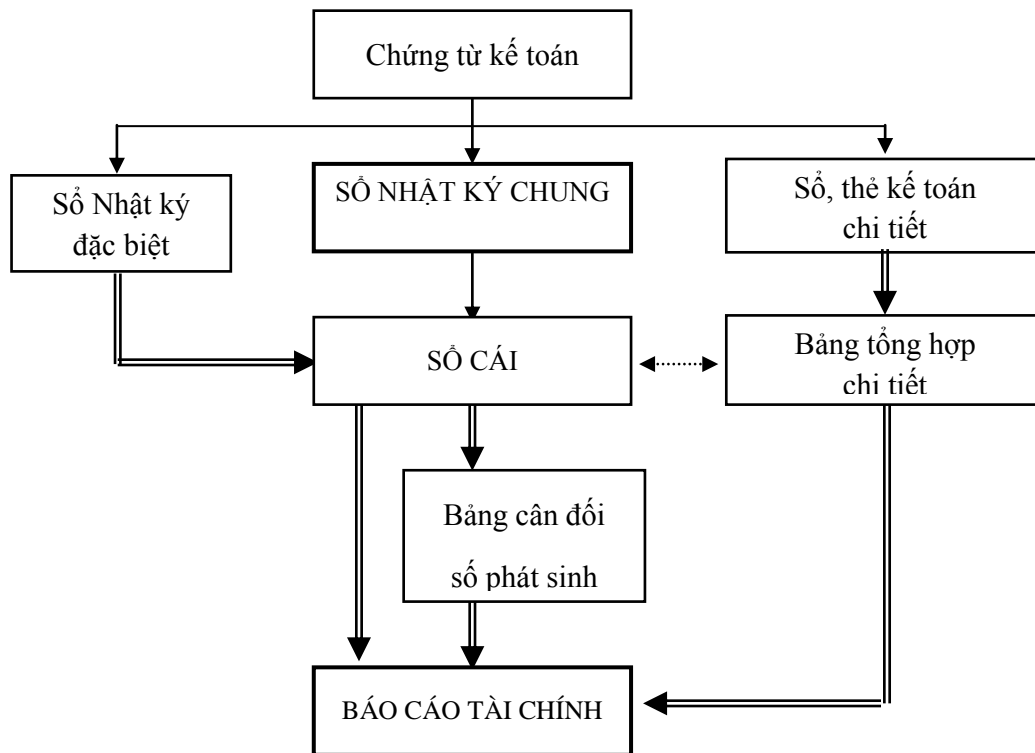 Chứng từ kế toán
Sổ Nhật ký
đặc biệt
SỔ NHẬT KÝ CHUNG
Sổ, thẻ kế toán
chi tiết
SỔ CÁI
Bảng tổng hợp
chi tiết
Bảng cân đối
số phát sinh
BÁO CÁO TÀI CHÍNH